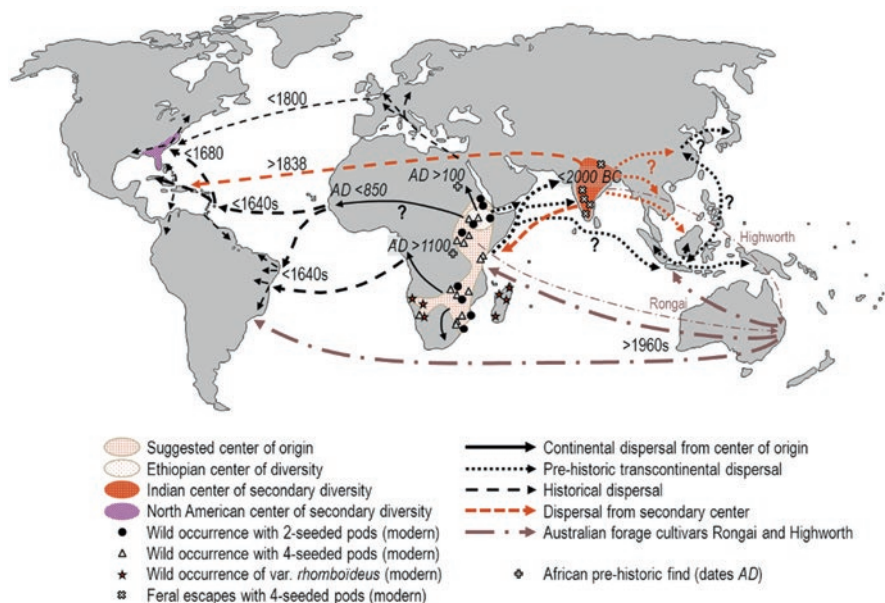 <1800
<1680
>1838
<2000 BC
?
?
AD >100
AD <850
<1640s
?
?
?
AD >1100
Highworth
<1640s
Rongai
>1960s
Suggested center of origin
Ethiopian center of diversity
Indian center of secondary diversity
North American center of secondary diversity
Wild occurrence with 2-seeded pods (modern)
Wild occurrence with 4-seeded pods (modern)
Wild occurrence of var. rhomboïdeus (modern)
Feral escapes with 4-seeded pods (modern)
Continental dispersal from center of origin
Pre-historic transcontinental dispersal
Historical dispersal
Dispersal from secondary center
Australian forage cultivars Rongai and Highworth
African pre-historic find (dates AD)